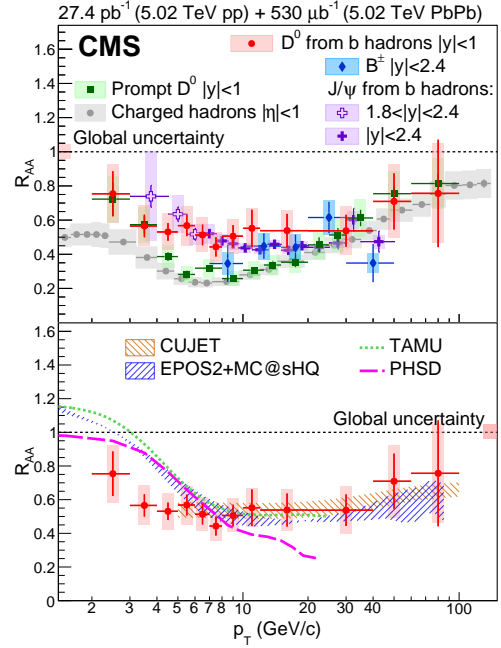 27.4 pb⁻¹ (5.02 TeV pp) + 530 μb⁻¹ (5.02 TeV PbPb)
1.6
CMS
D⁰ from b hadrons |y|<1
B± |y|<2.4
Prompt D⁰ |y|<1
J/ψ from b hadrons:
Charged hadrons |η|<1
1.8<|y|<2.4
|y|<2.4
Global uncertainty
1.4
1.2
1
0.8
0.6
0.4
0.2
R_AA
1.4
1.2
1
0.8
0.6
0.4
0.2
0
R_AA
CUJET
TAMU
EPOS2+MC@sHQ
PHSD
Global uncertainty
2 3 4 5 6 7 8 10 20 30 40 100
p_T (GeV/c)